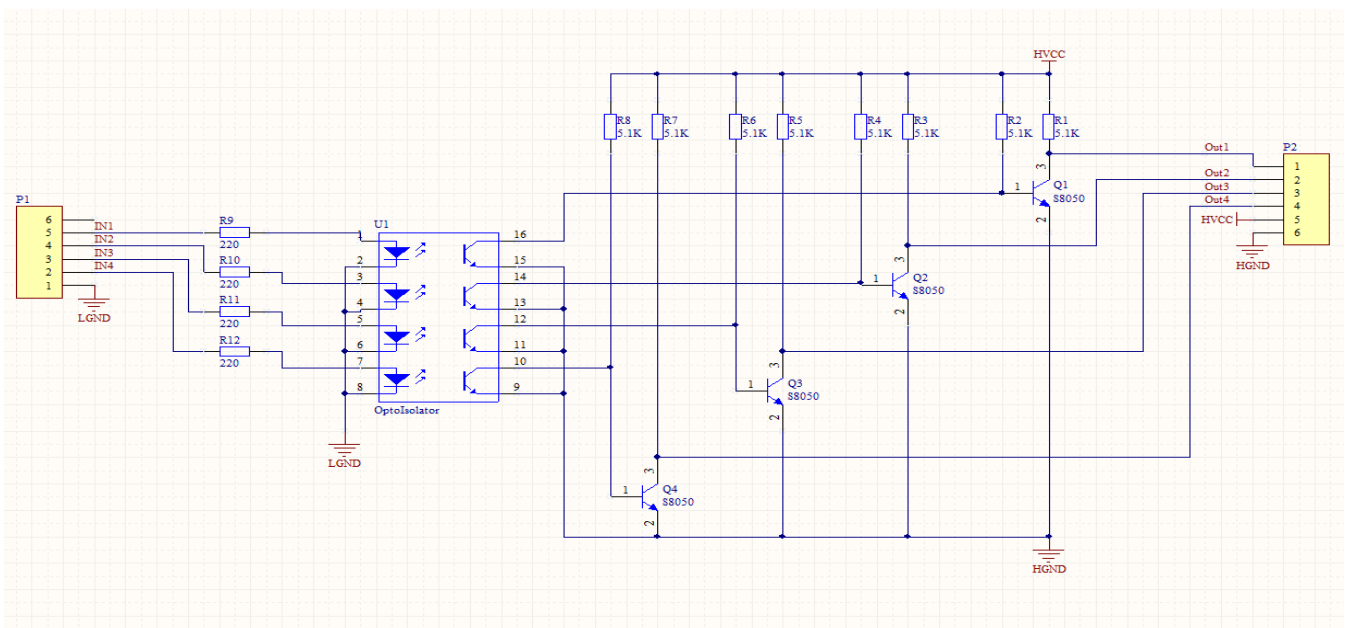 HVCC
R8
5.1K
R7
5.1K
R6
5.1K
R5
5.1K
R4
5.1K
R3
5.1K
R2
5.1K
R1
5.1K
P1
6
5
4
3
2
1
IN1
IN2
IN3
IN4
LGND
R9
220
R10
220
R11
220
R12
220
U1
1
2
3
4
5
6
7
8
16
15
14
13
12
11
10
9
OptoIsolator
LGND
3
1
2
Q1
S8050
3
1
2
Q2
S8050
3
1
2
Q3
S8050
3
1
2
Q4
S8050
HGND
Out1
Out2
Out3
Out4
HVCC
P2
1
2
3
4
5
6
HGND